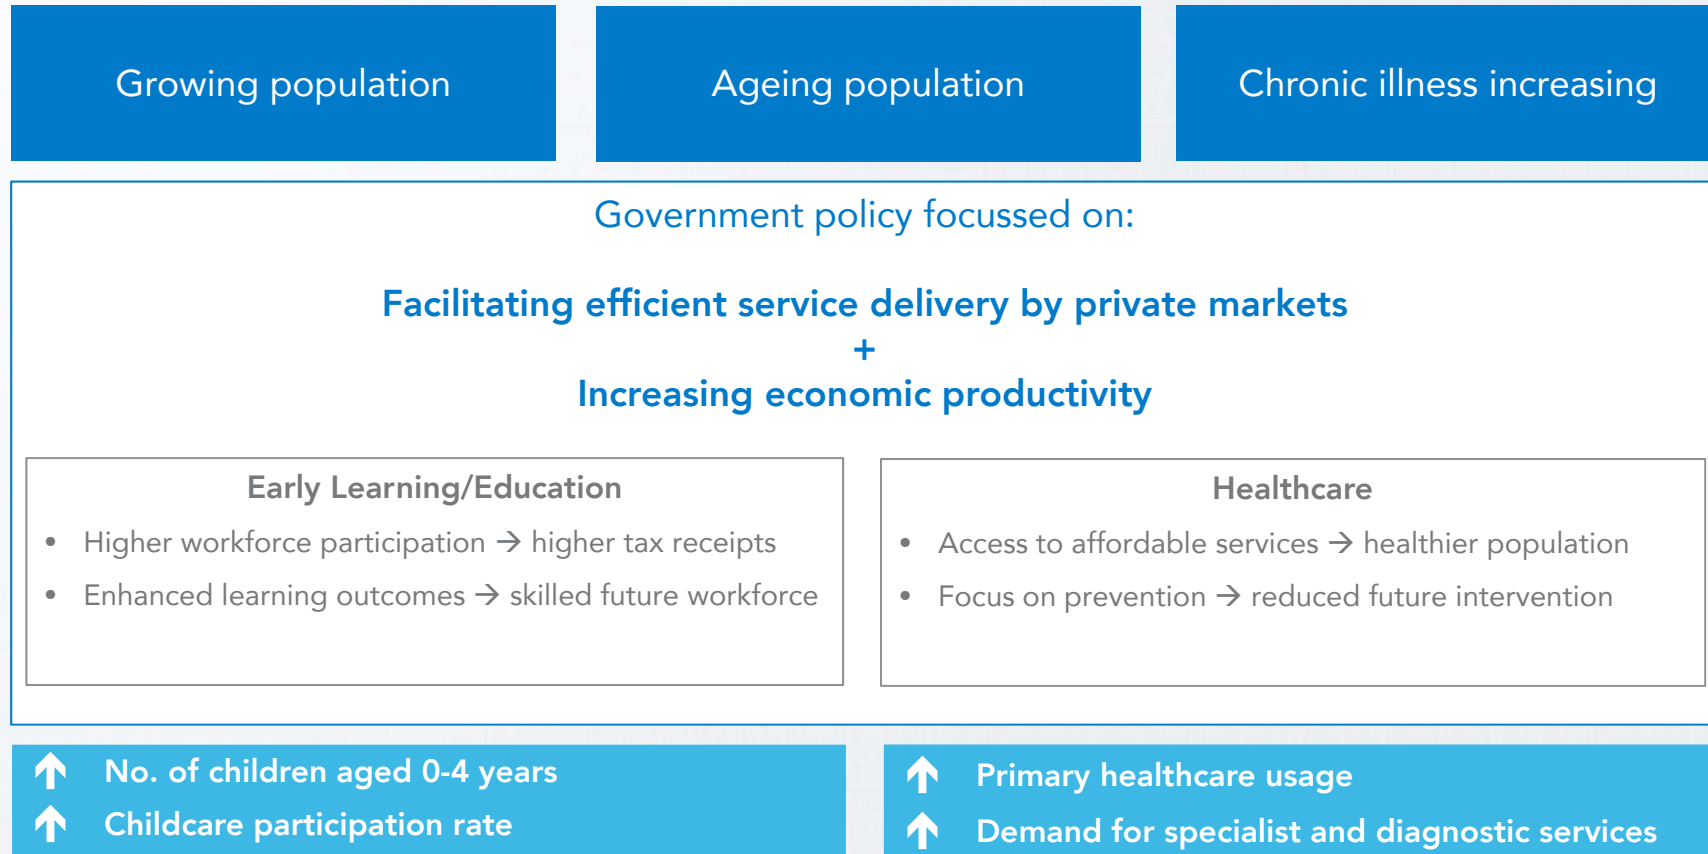 Growing population
Ageing population
Chronic illness increasing
Government policy focussed on:
Facilitating efficient service delivery by private markets
+
Increasing economic productivity
Early Learning/Education
• Higher workforce participation → higher tax receipts
• Enhanced learning outcomes → skilled future workforce
Healthcare
• Access to affordable services → healthier population
• Focus on prevention → reduced future intervention
↑ No. of children aged 0-4 years
↑ Childcare participation rate
↑ Primary healthcare usage
↑ Demand for specialist and diagnostic services